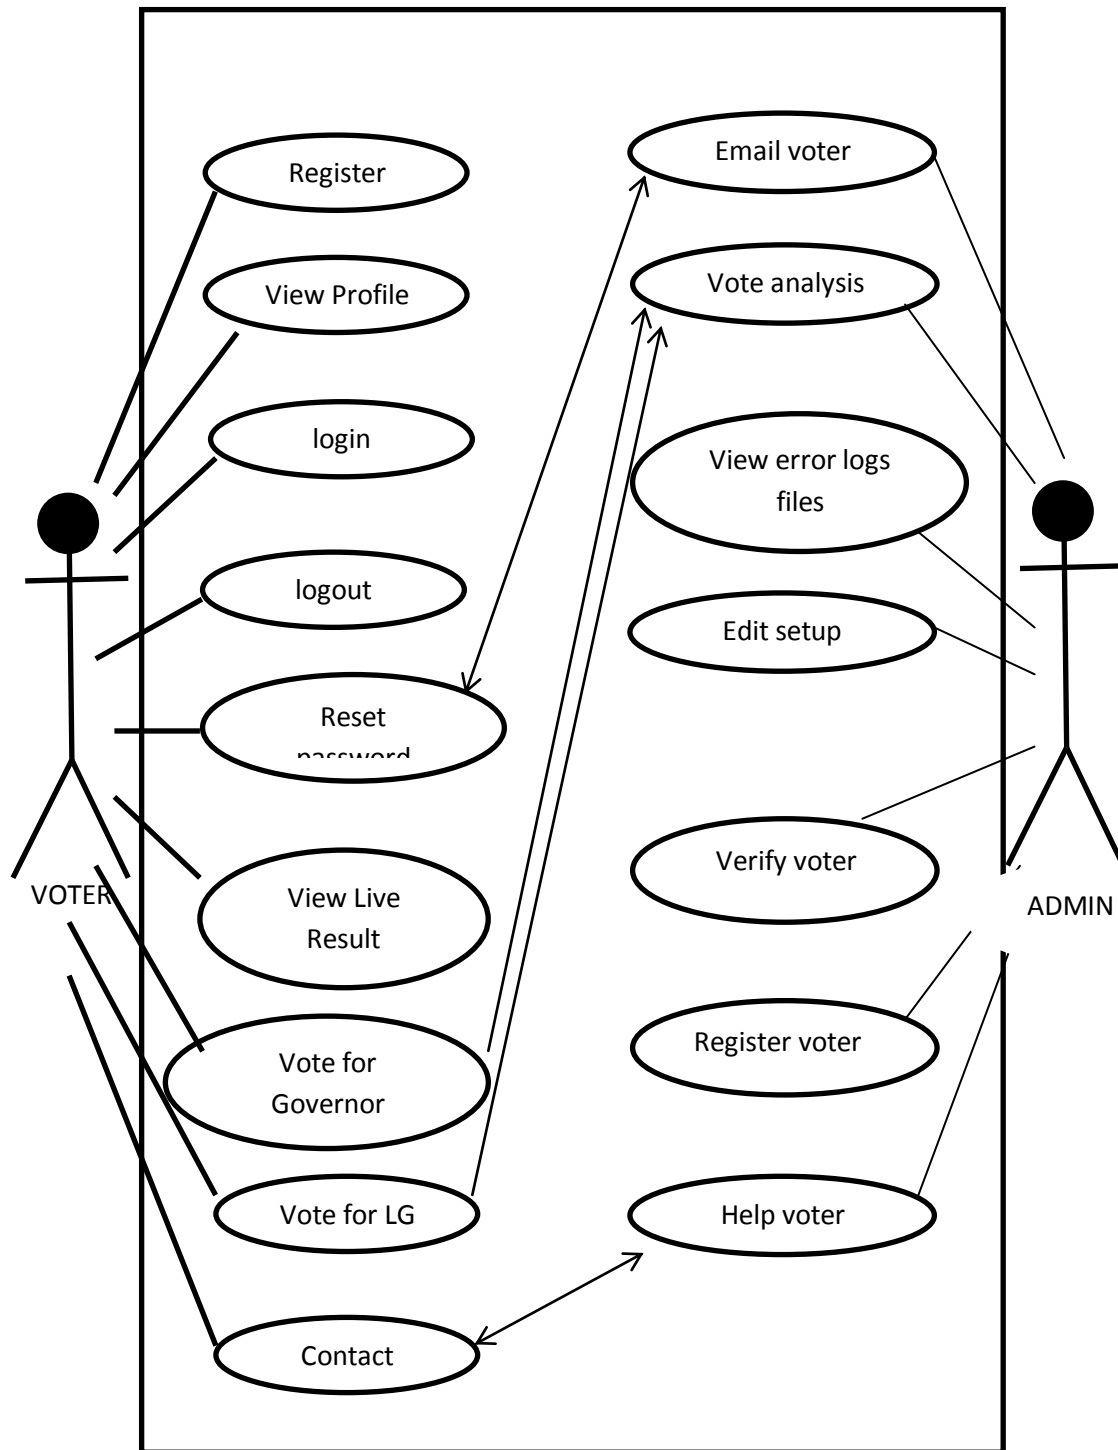 Register
View Profile
login
logout
Reset
password
View Live
Result
Vote for
Governor
Vote for LG
Contact
VOTER
Email voter
Vote analysis
View error logs
files
Edit setup
Verify voter
Register voter
Help voter
ADMIN